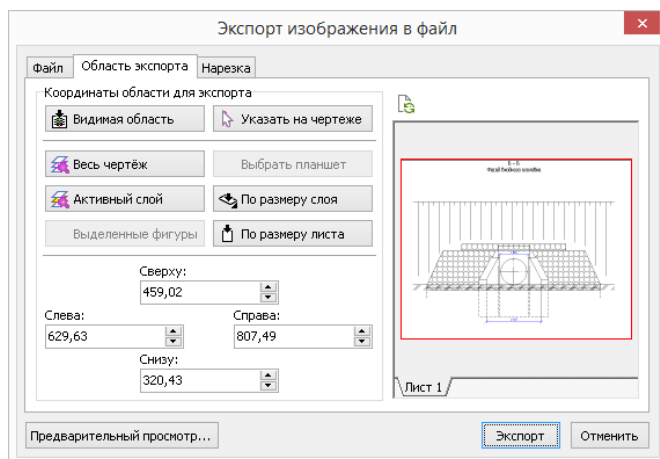 Экспорт изображения в файл
Файл Область экспорта Нарезка
Координаты области для экспорта
Видимая область Указать на чертеже
Весь чертёж Выбрать планшет
Активный слой По размеру слоя
Выделенные фигуры По размеру листа
Сверху:
459,02
Слева: Справа:
629,63 807,49
Снизу:
320,43
Лист 1
Предварительный просмотр... Экспорт Отменить